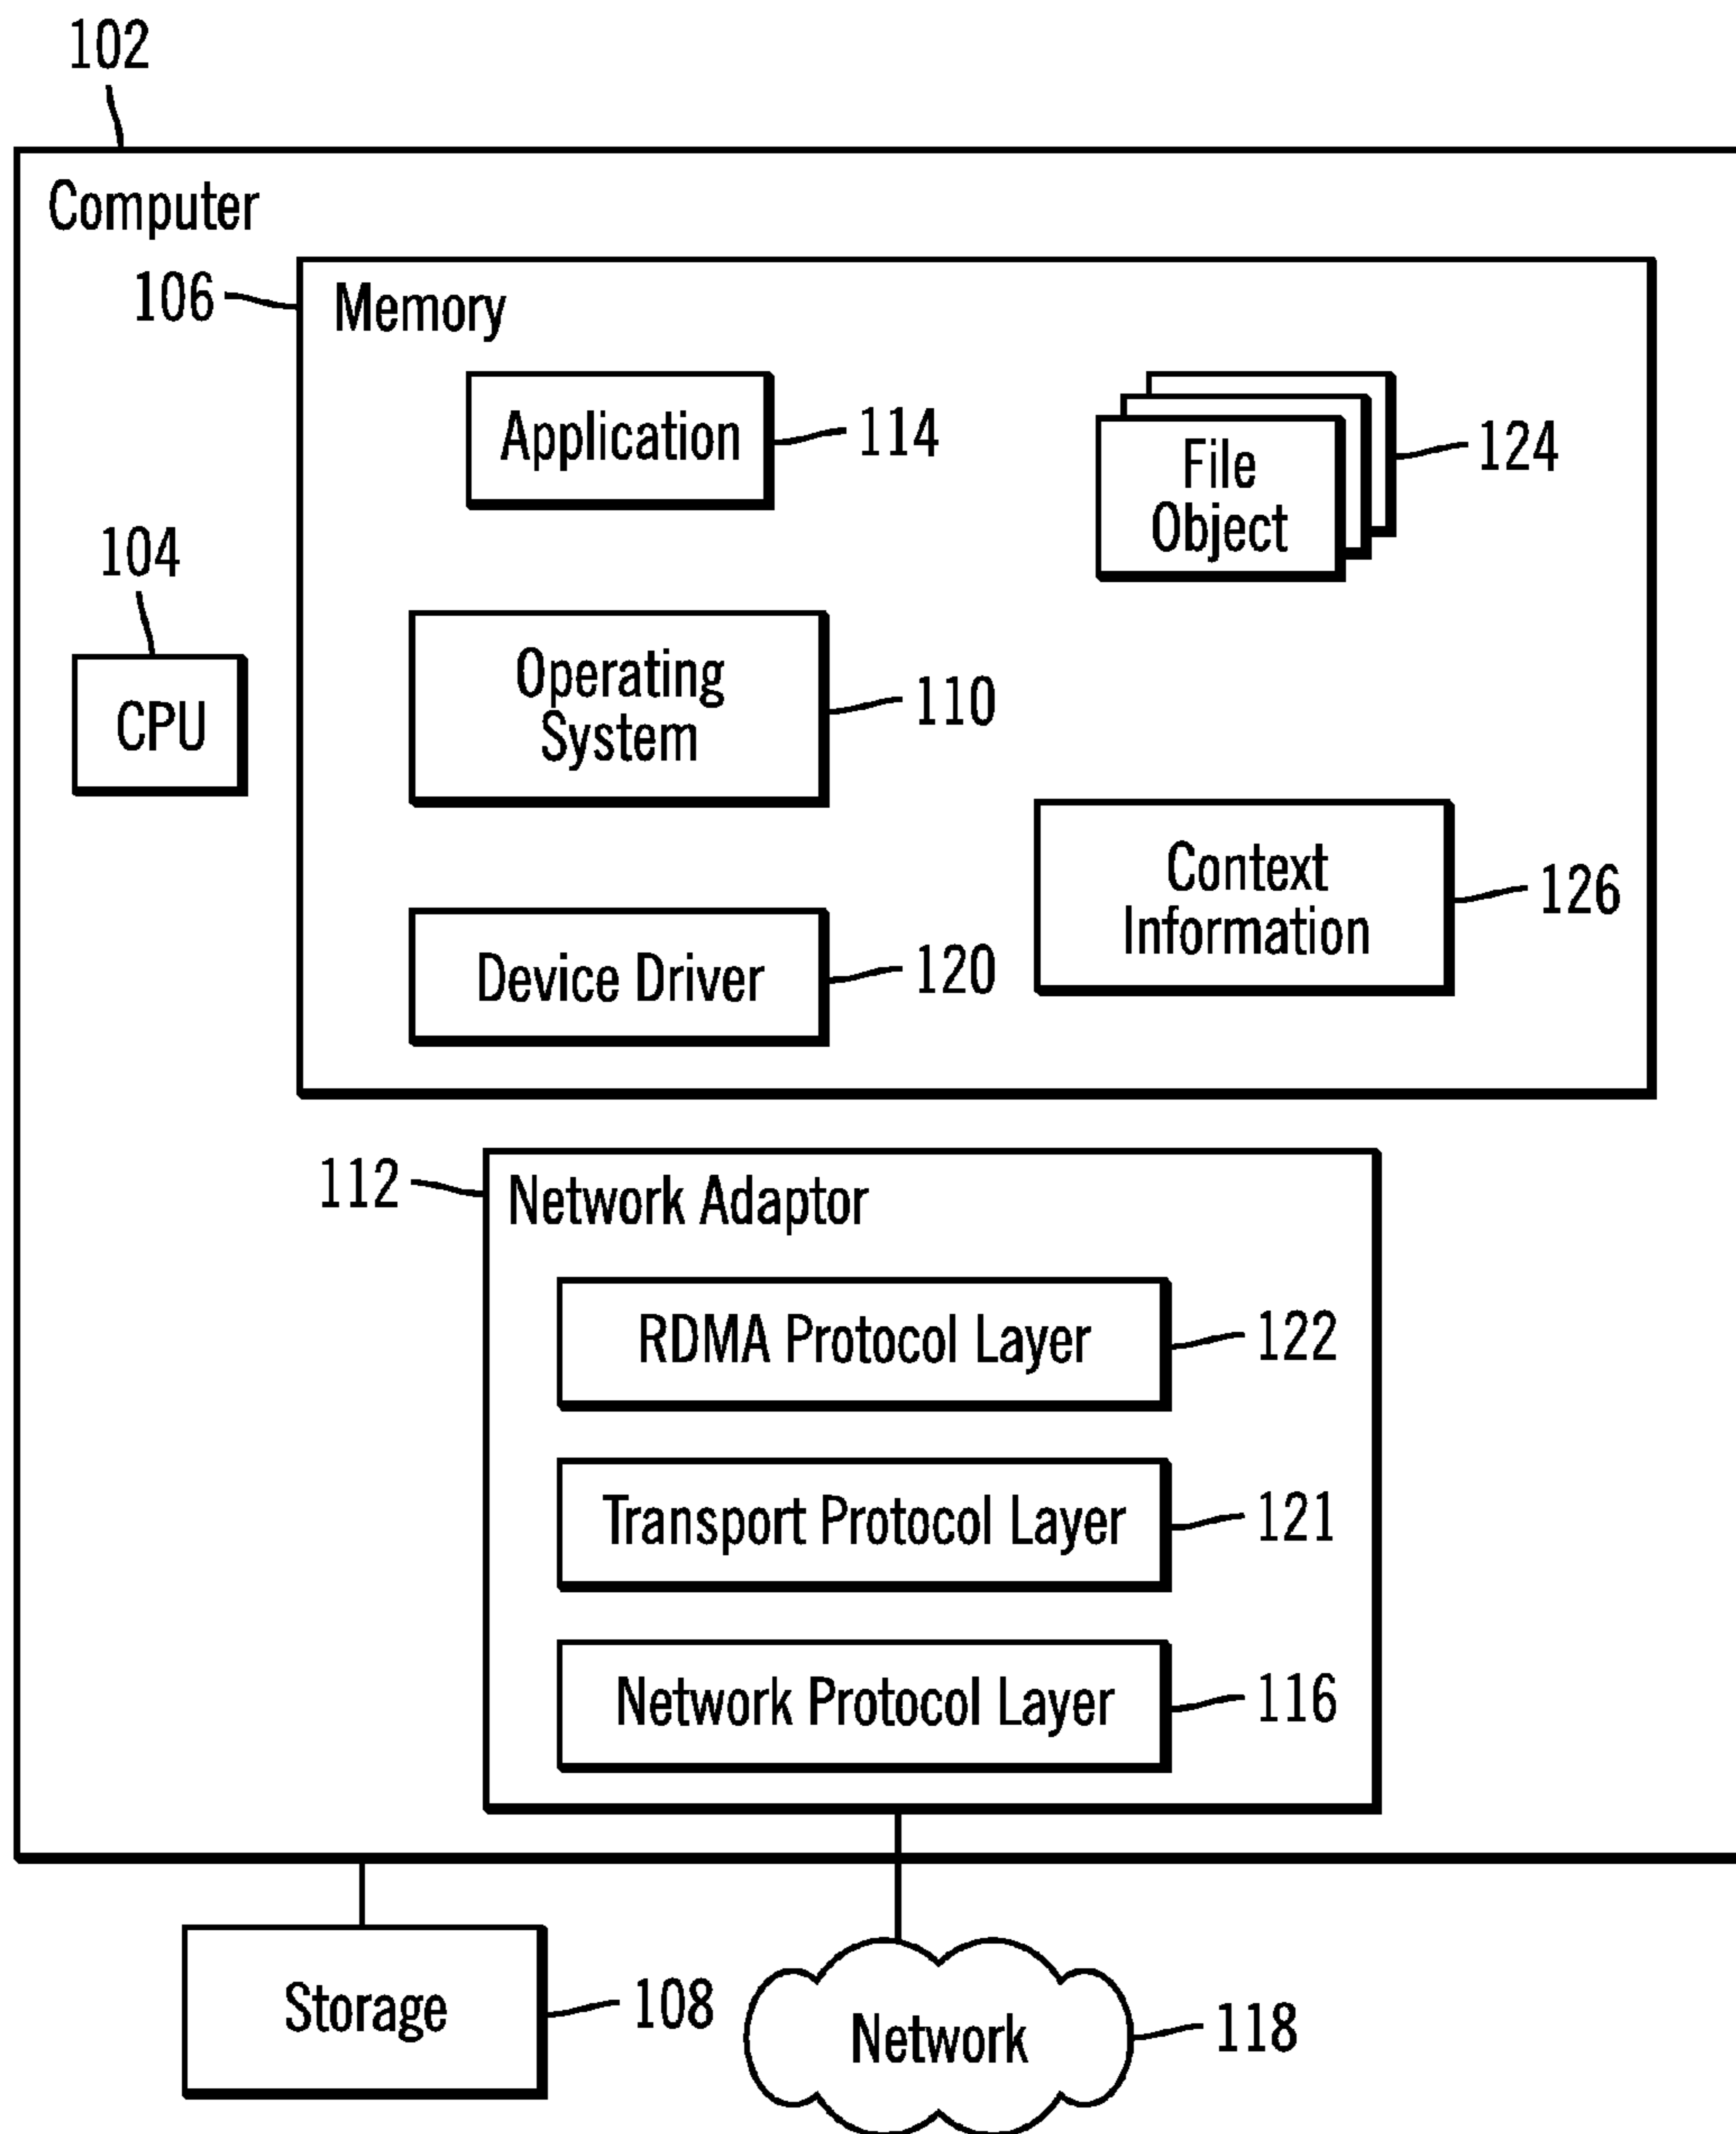 102
Computer
106
Memory
Application
114
File
Object
124
104
CPU
Operating
System
110
Context
Information
126
Device Driver
120
112
Network Adaptor
RDMA Protocol Layer
122
Transport Protocol Layer
121
Network Protocol Layer
116
Storage
108
Network
118